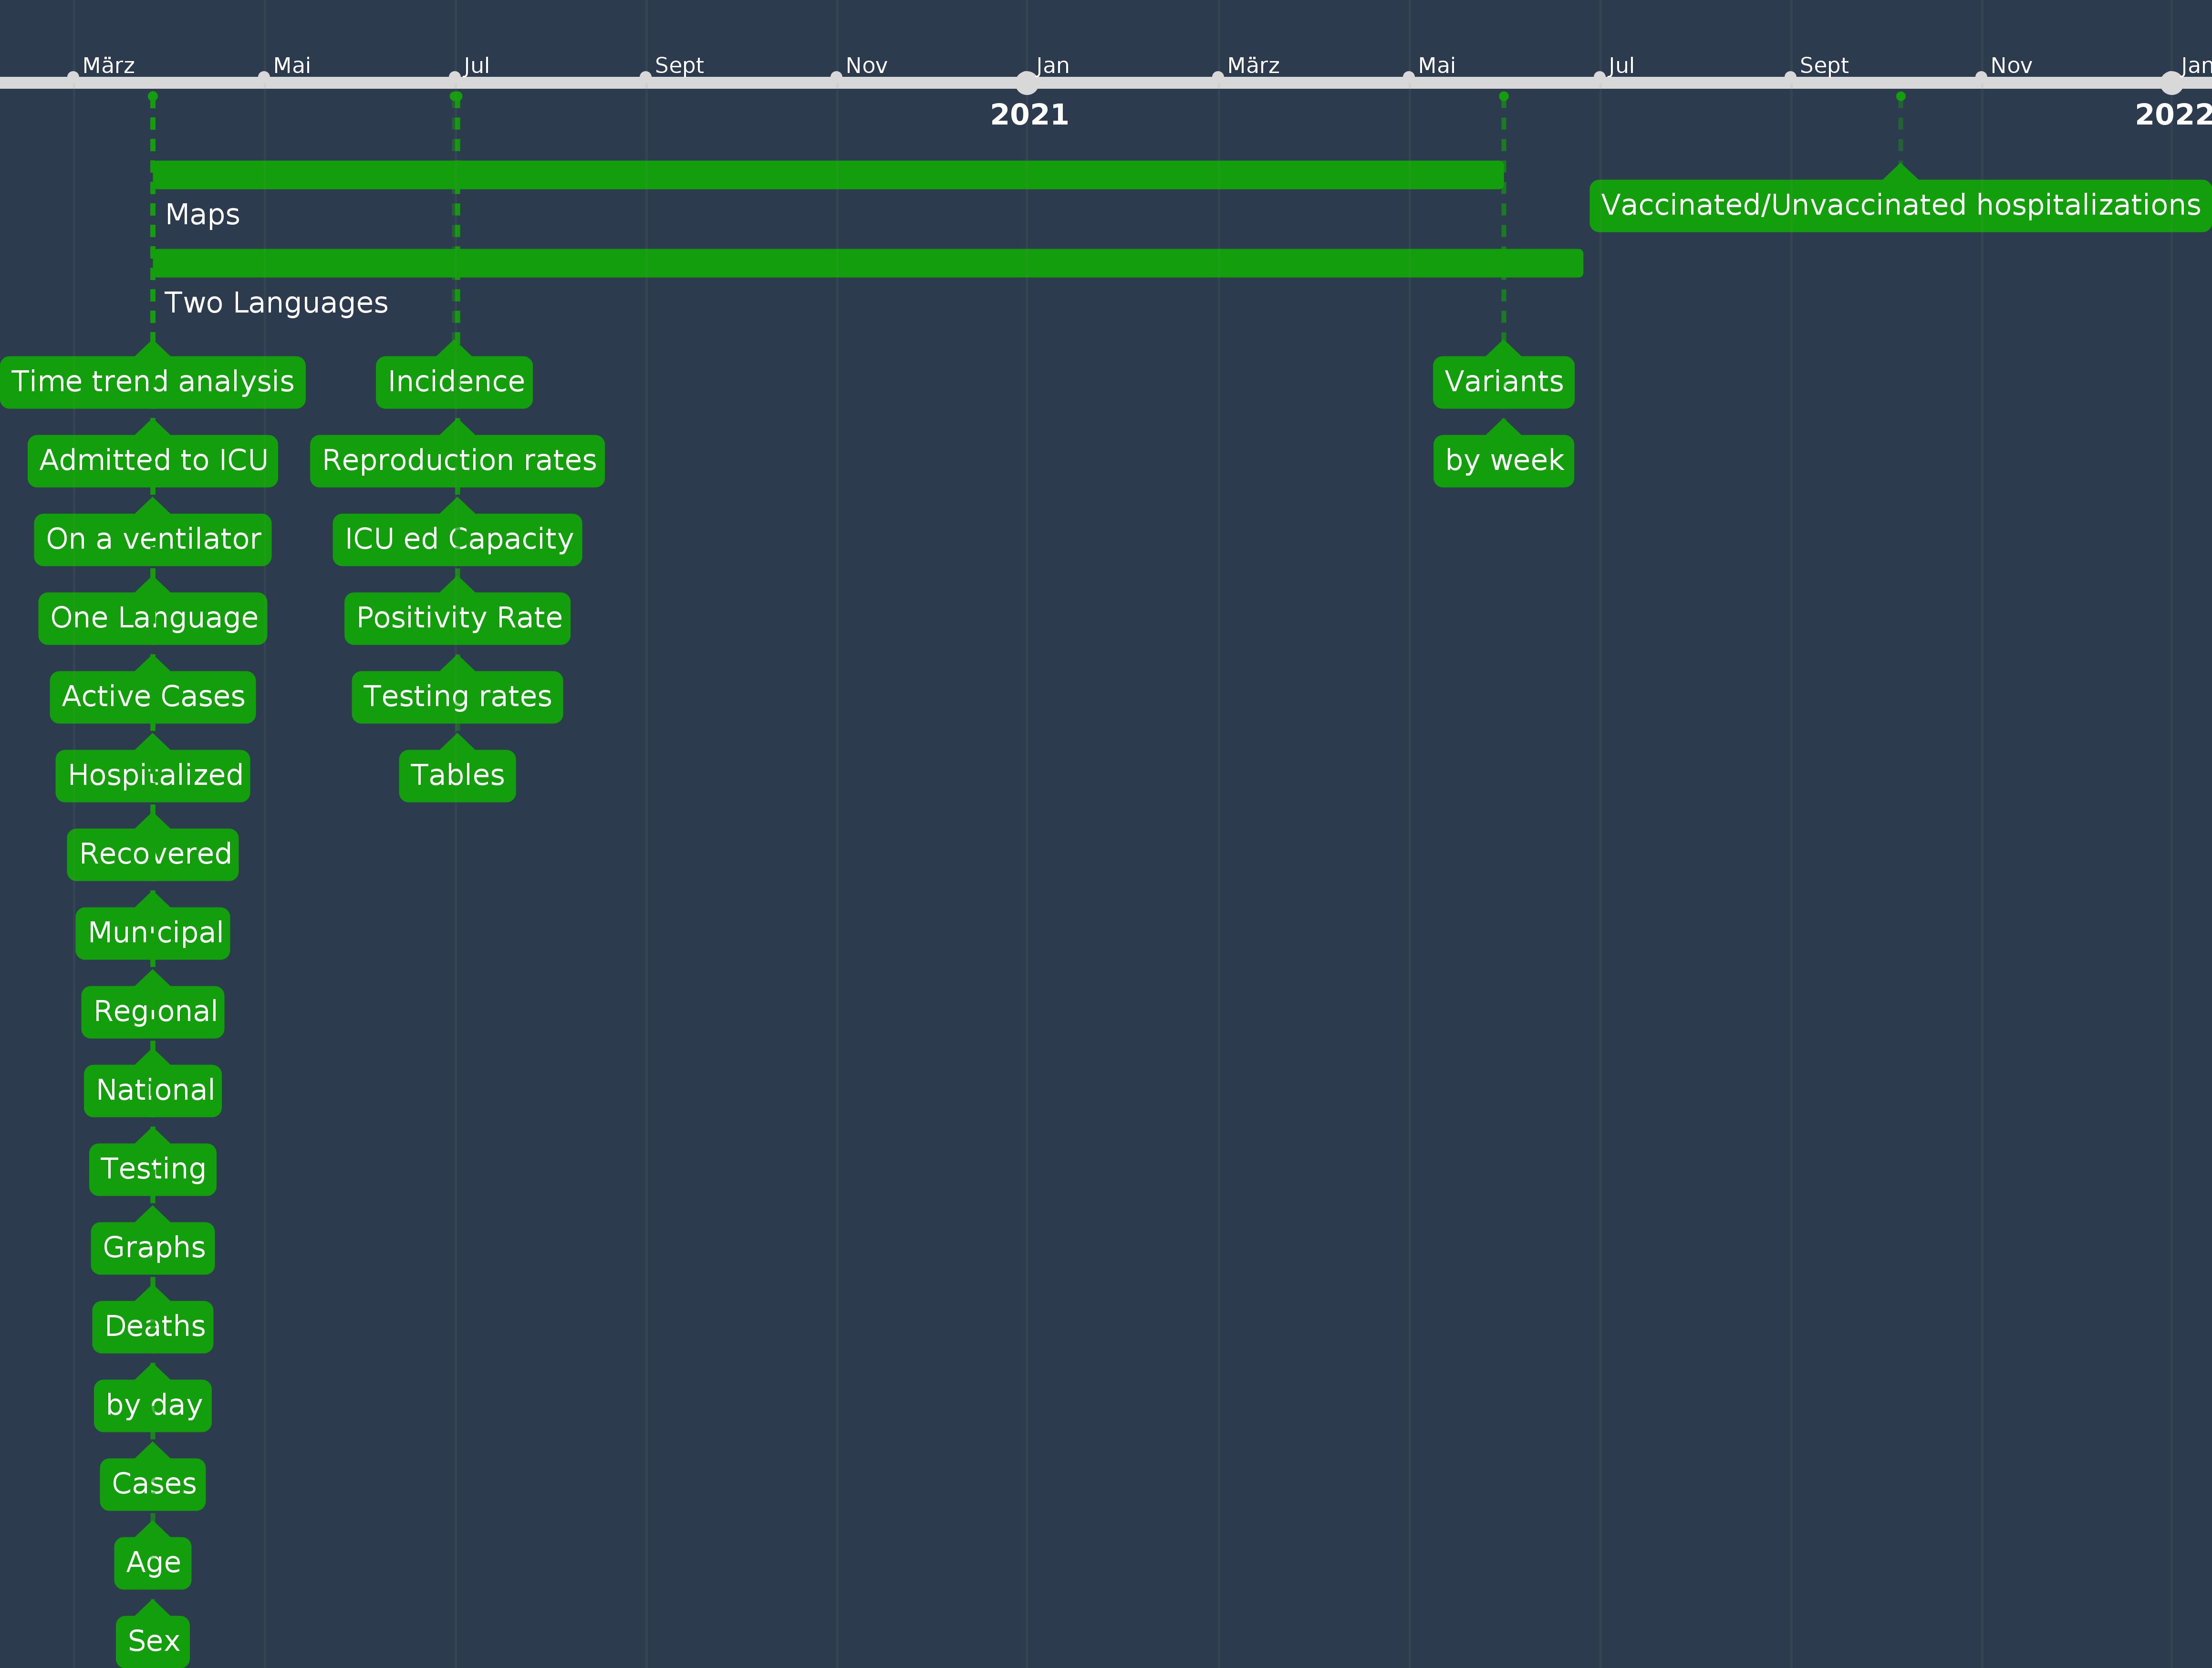 März
Mai
Jul
Sept
Nov
Jan
März
Mai
Jul
Sept
Nov
Jan
2021
2022
Maps
Vaccinated/Unvaccinated hospitalizations
Two Languages
Time trend analysis
Incidence
Variants
Admitted to ICU
Reproduction rates
by week
On a ventilator
ICU ed Capacity
One Language
Positivity Rate
Active Cases
Testing rates
Hospitalized
Tables
Recovered
Municipal
Regional
National
Testing
Graphs
Deaths
by day
Cases
Age
Sex